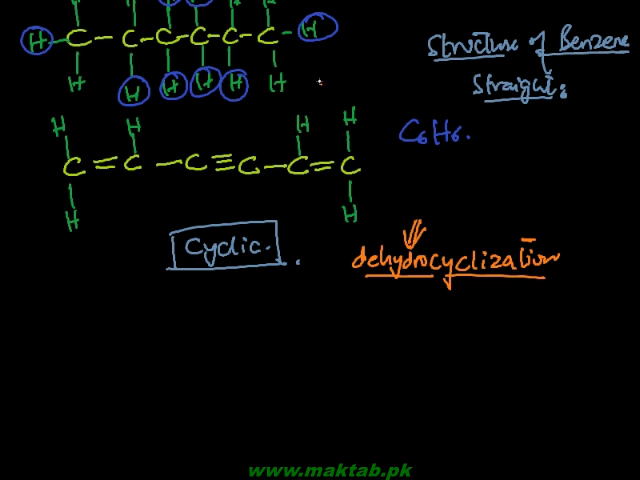 H—C—C—C—C—C—C—H
H H H H H H
Structure of Benzene
Straight:
H H H H
C=C—C≡C—C=C
H H
C6H6.
Cyclic.
dehydrocyclization
www.maktab.pk